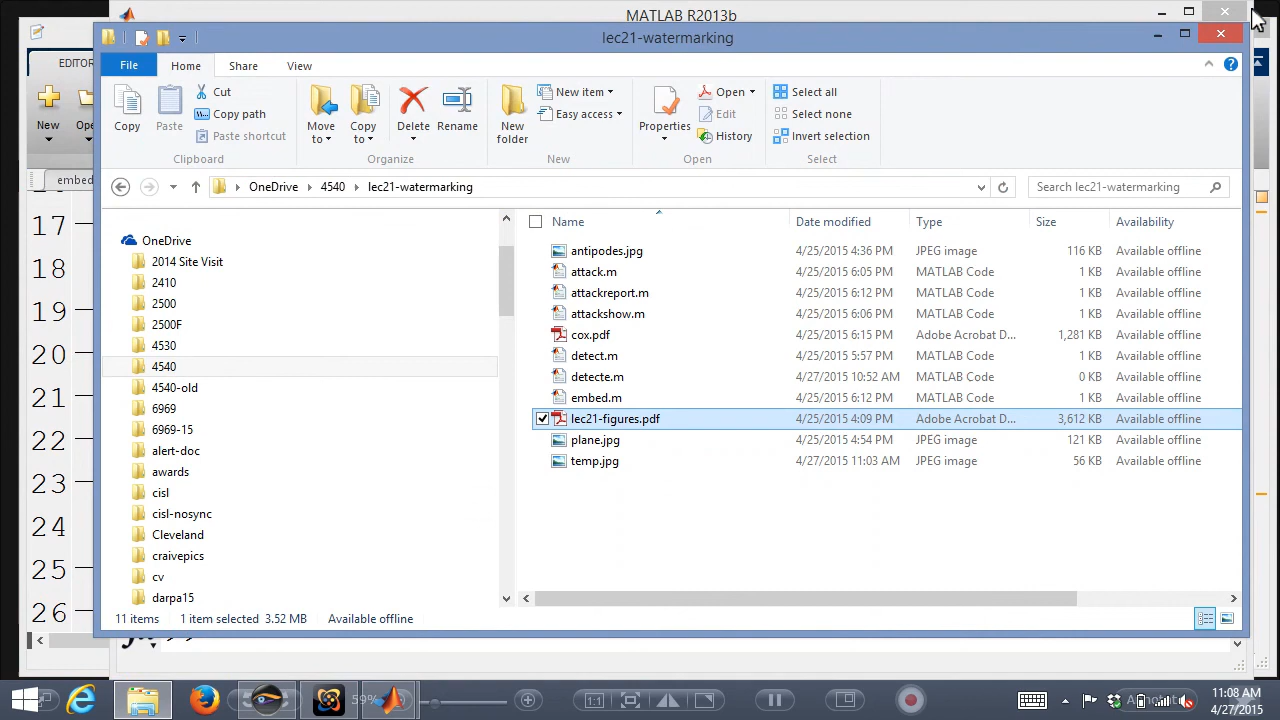 MATLAB R2013b
lec21-watermarking
EDITOR
File Home Share View
Cut
Copy path
Paste shortcut
Copy
Paste
Clipboard
Move to
Copy to
Delete
Rename
Organize
New folder
New item
Easy access
New
Properties
Open
Edit
History
Open
Select all
Select none
Invert selection
Select
New
Ope
OneDrive 4540 lec21-watermarking
Search lec21-watermarking
embed
Name Date modified Type Size Availability
antipodes.jpg 4/25/2015 4:36 PM JPEG image 116 KB Available offline
attack.m 4/25/2015 6:05 PM MATLAB Code 1 KB Available offline
attackreport.m 4/25/2015 6:12 PM MATLAB Code 1 KB Available offline
attackshow.m 4/25/2015 6:06 PM MATLAB Code 1 KB Available offline
cox.pdf 4/25/2015 6:15 PM Adobe Acrobat D... 1,281 KB Available offline
detect.m 4/25/2015 5:57 PM MATLAB Code 1 KB Available offline
detecte.m 4/27/2015 10:52 AM MATLAB Code 0 KB Available offline
embed.m 4/25/2015 6:12 PM MATLAB Code 1 KB Available offline
lec21-figures.pdf 4/25/2015 4:09 PM Adobe Acrobat D... 3,612 KB Available offline
plane.jpg 4/25/2015 4:54 PM JPEG image 121 KB Available offline
temp.jpg 4/27/2015 11:03 AM JPEG image 56 KB Available offline
OneDrive
2014 Site Visit
2410
2500
2500F
4530
4540
4540-old
6969
6969-15
alert-doc
awards
cisl
cisl-nosync
Cleveland
craivepics
cv
darpa15
17
18
19
20
21
22
23
24
25
26
11 items 1 item selected 3.52 MB Available offline
59%
1:1
11:08 AM
4/27/2015